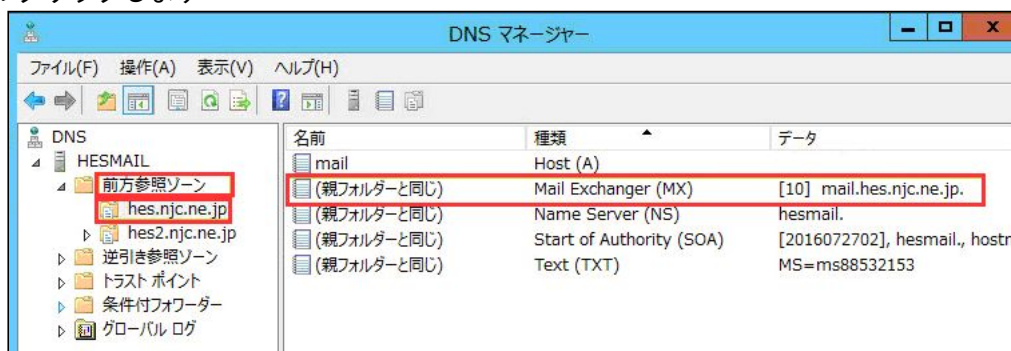 DNS マネージャー
ファイル(F) 操作(A) 表示(V) ヘルプ(H)
DNS
HESMAIL
前方参照ゾーン
hes.njc.ne.jp
hes2.njc.ne.jp
逆引き参照ゾーン
トラスト ポイント
条件付フォワーダー
グローバル ログ
名前 種類 データ
mail Host (A)
(親フォルダーと同じ) Mail Exchanger (MX) [10] mail.hes.njc.ne.jp.
(親フォルダーと同じ) Name Server (NS) hesmail.
(親フォルダーと同じ) Start of Authority (SOA) [2016072702], hesmail., hostn
(親フォルダーと同じ) Text (TXT) MS=ms88532153